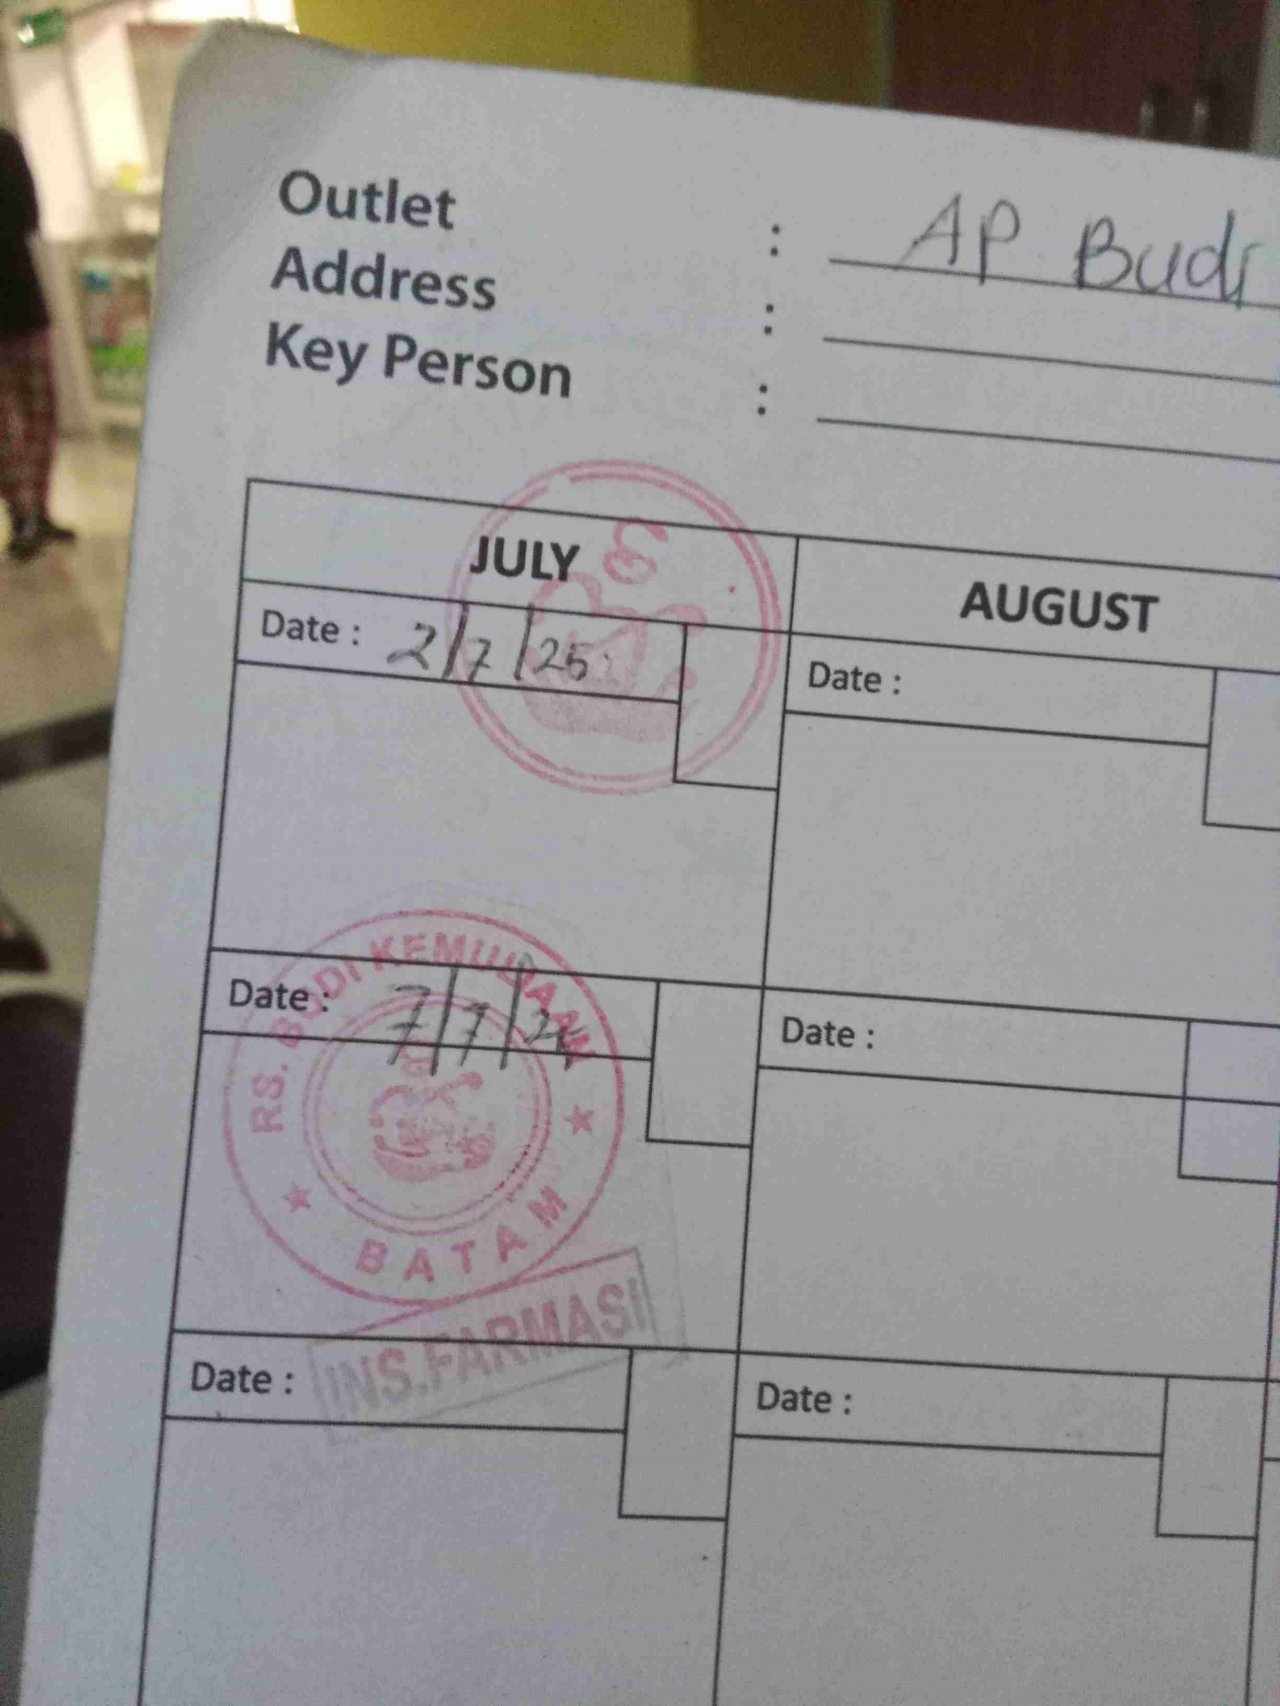 Outlet : AP Budi
Address :
Key Person :
JULY
AUGUST
Date : 2/7/25
Date :
Date : 7/7/25
Date :
RS. BUDI KEMULIAAN
BATAM
INS.FARMASI
Date :
Date :